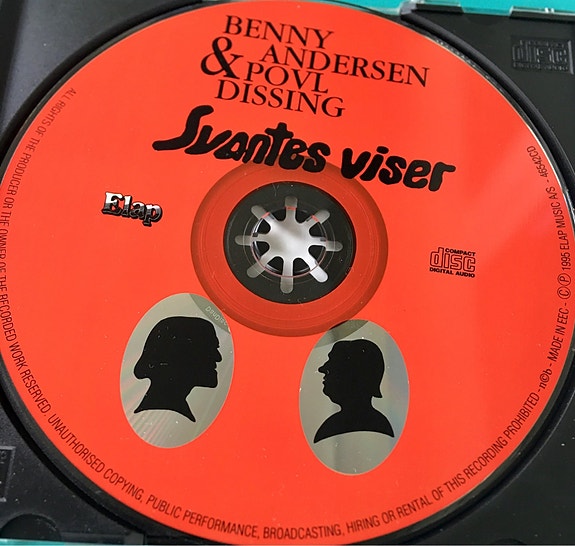 BENNY
ANDERSEN
& POVL
DISSING
Svantes viser
Elap
COMPACT
disc
DIGITAL AUDIO
ALL RIGHTS OF THE PRODUCER OR THE OWNER OF THE RECORDED WORK RESERVED. UNAUTHORISED COPYING, PUBLIC PERFORMANCE, BROADCASTING, HIRING OR RENTAL OF THIS RECORDING PROHIBITED - n©b - MADE IN EEC - © Ⓟ 1995 ELAP MUSIC A/S - 46542CD